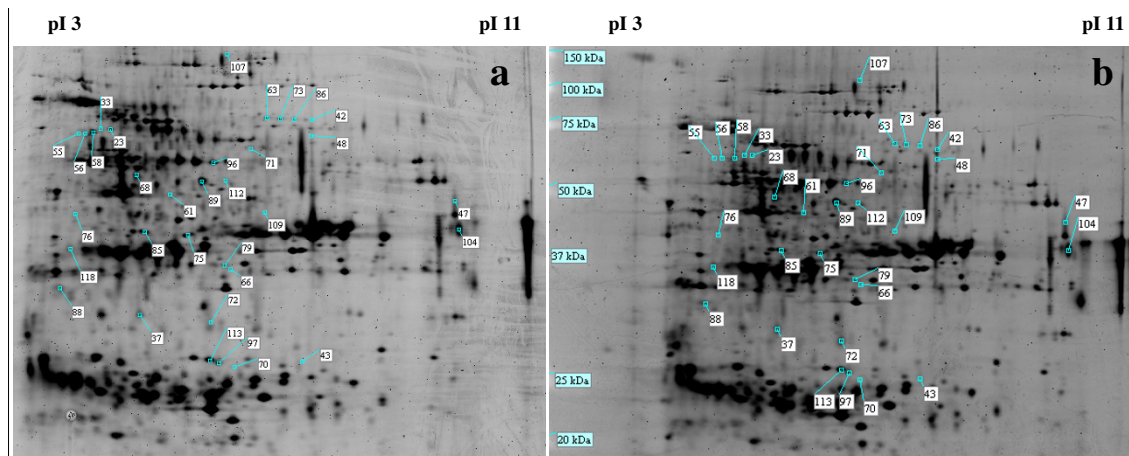 pI 3 pI 11 pI 3 pI 11
a b
107
63 73 86
33
42
55 56 58 23 48
96 71
68 89 112
61
109 47
76 104
85 75 79
118 66
88 72
37
113 97
70 43
150 kDa
107
100 kDa
75 kDa
63 73 86
55 56 58 33 42
23 71 48
68 61 96
50 kDa
89 112 109 47
76 104
37 kDa
85 75 79
118 66
88
37 72
25 kDa
113 97 70 43
20 kDa